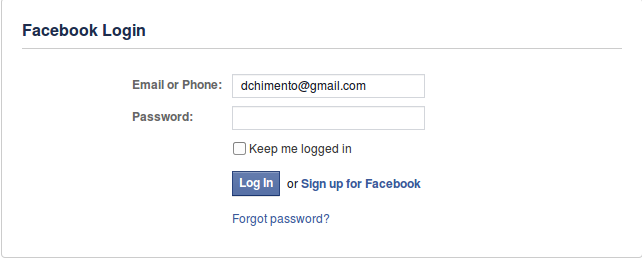 Facebook Login
Email or Phone: dchimento@gmail.com
Password:
Keep me logged in
Log In or Sign up for Facebook
Forgot password?